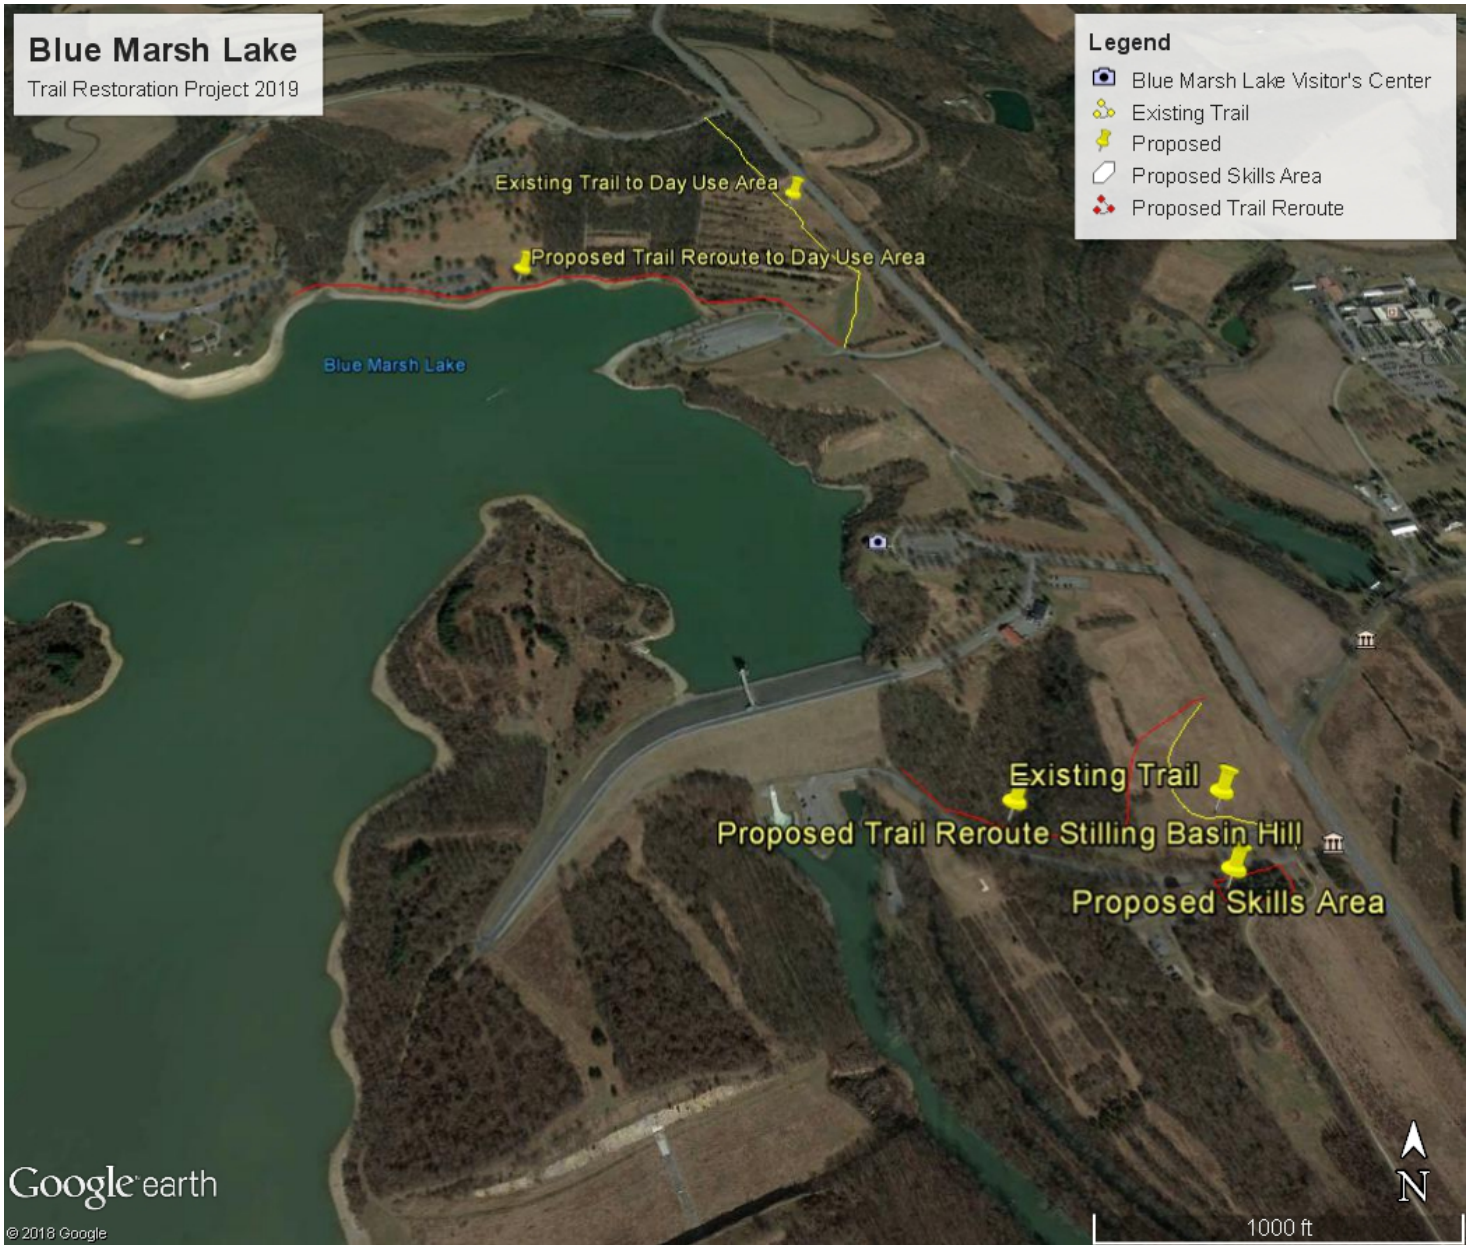 Blue Marsh Lake
Trail Restoration Project 2019
Legend
Blue Marsh Lake Visitor's Center
Existing Trail
Proposed
Proposed Skills Area
Proposed Trail Reroute
Existing Trail to Day Use Area
Proposed Trail Reroute to Day Use Area
Blue Marsh Lake
Existing Trail
Proposed Trail Reroute Stilling Basin Hill
Proposed Skills Area
Google earth
© 2018 Google
N
1000 ft